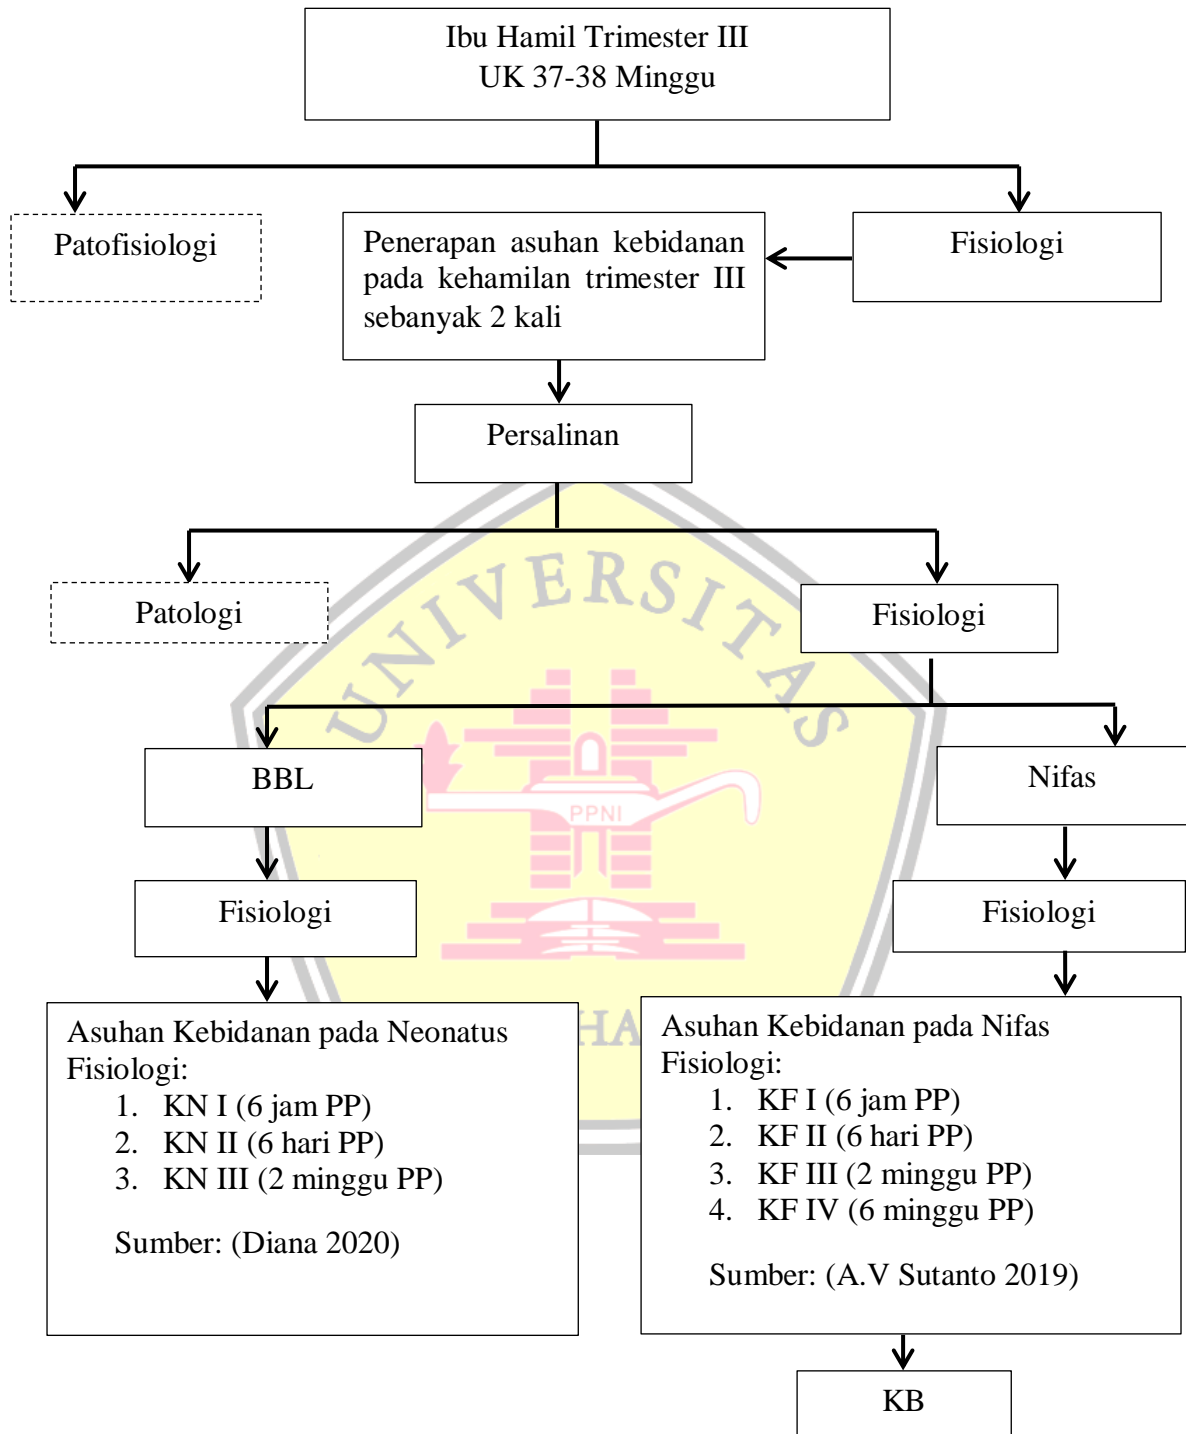 Ibu Hamil Trimester III
UK 37-38 Minggu
Patofisiologi
Penerapan asuhan kebidanan
pada kehamilan trimester III
sebanyak 2 kali
Fisiologi
Persalinan
UNIVERSITAS
Patologi
Fisiologi
BBL
Nifas
PPNI
Fisiologi
Fisiologi
Asuhan Kebidanan pada Neonatus
Fisiologi:
1. KN I (6 jam PP)
2. KN II (6 hari PP)
3. KN III (2 minggu PP)
Sumber: (Diana 2020)
HA
Asuhan Kebidanan pada Nifas
Fisiologi:
1. KF I (6 jam PP)
2. KF II (6 hari PP)
3. KF III (2 minggu PP)
4. KF IV (6 minggu PP)
Sumber: (A.V Sutanto 2019)
KB